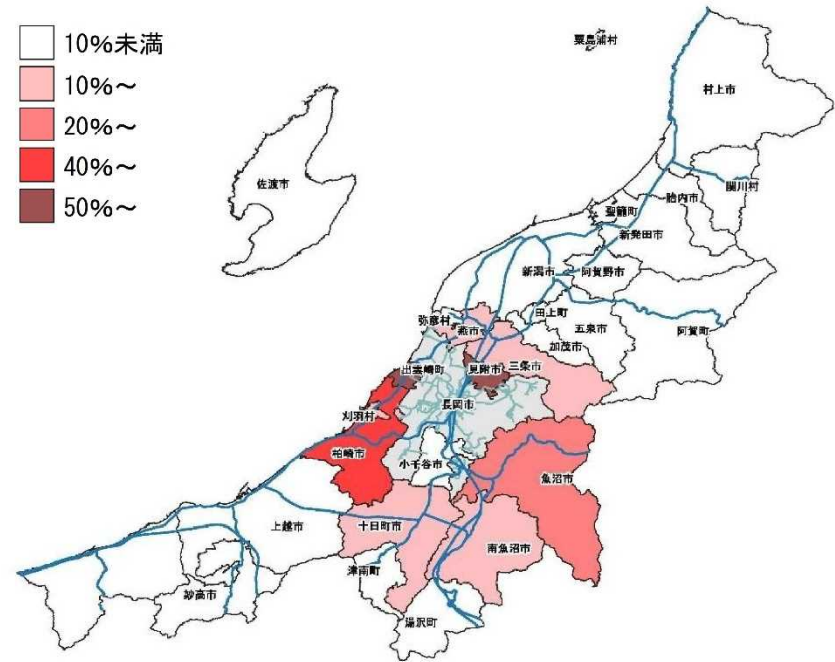 10%未満
10%～
20%～
40%～
50%～
粟島浦村
村上市
佐渡市
関川村
胎内市
聖籠町
新発田市
新潟市
阿賀野市
弥彦村
燕市
田上町
五泉市
阿賀町
加茂市
出雲崎町
見附市
三条市
長岡市
刈羽村
柏崎市
小千谷市
魚沼市
上越市
十日町市
南魚沼市
津南町
妙高市
湯沢町